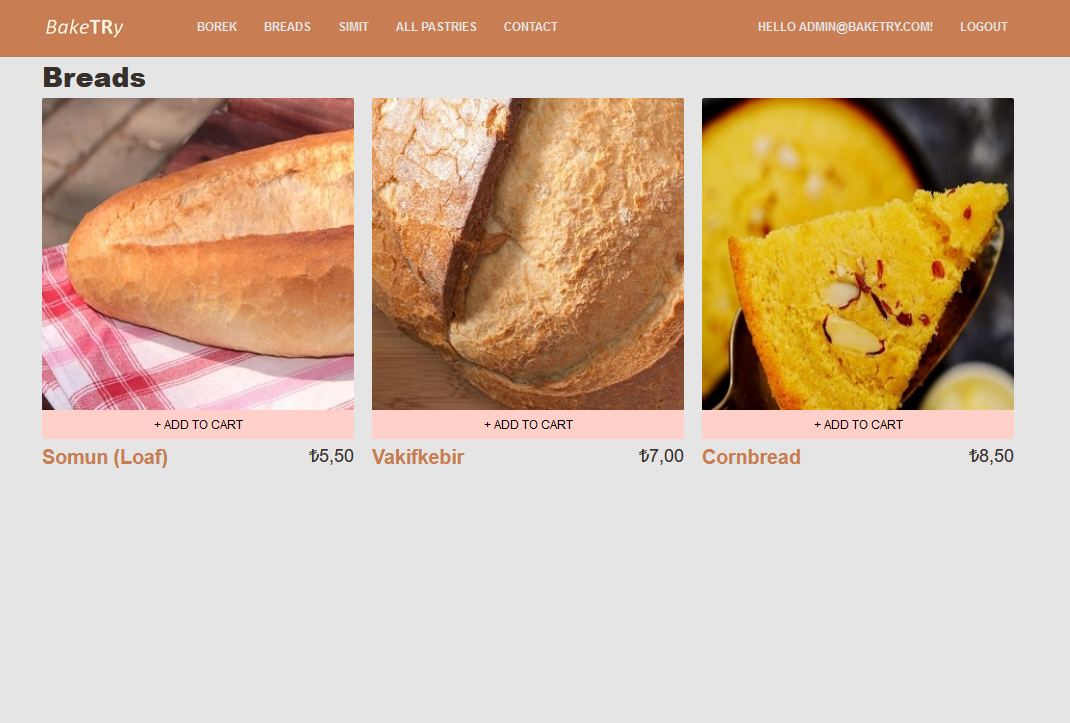 BakeTRy BOREK BREADS SIMIT ALL PASTRIES CONTACT HELLO ADMIN@BAKETRY.COM! LOGOUT
Breads
+ ADD TO CART + ADD TO CART + ADD TO CART
Somun (Loaf) ₺5,50 Vakifkebir ₺7,00 Cornbread ₺8,50